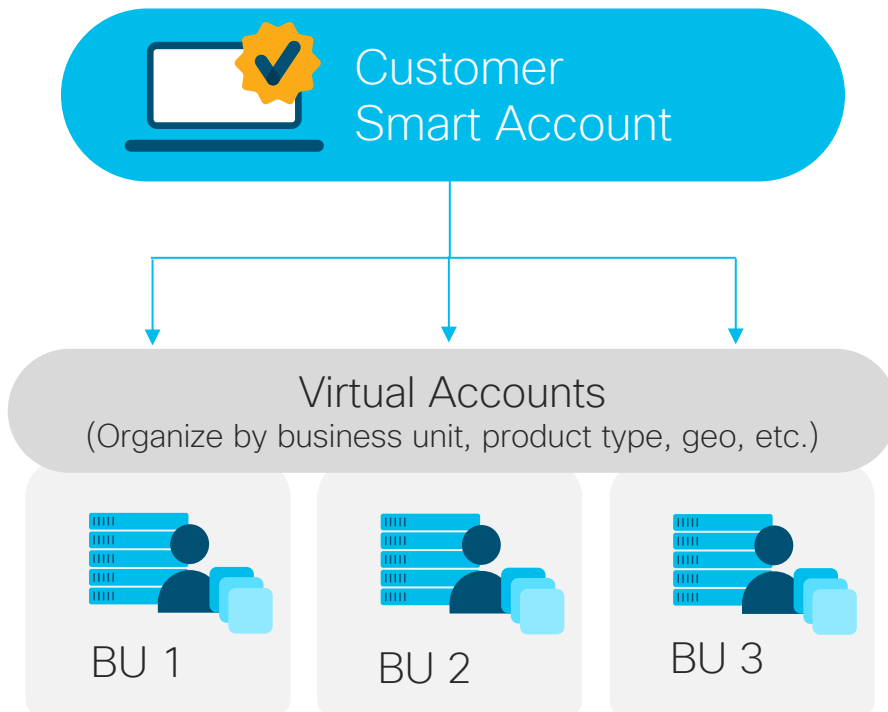 Customer
Smart Account
Virtual Accounts
(Organize by business unit, product type, geo, etc.)
BU 1
BU 2
BU 3